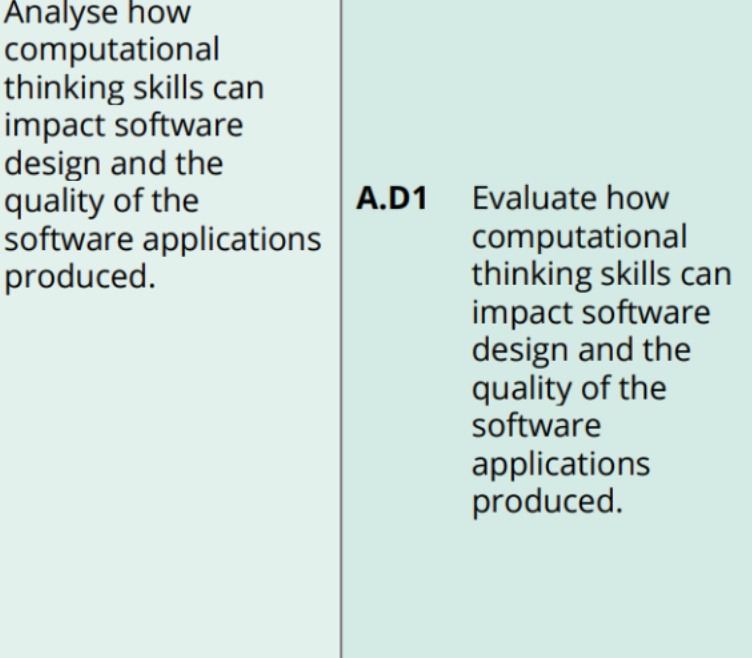 Analyse how
computational
thinking skills can
impact software
design and the
quality of the
software applications
produced.
A.D1 Evaluate how
computational
thinking skills can
impact software
design and the
quality of the
software
applications
produced.